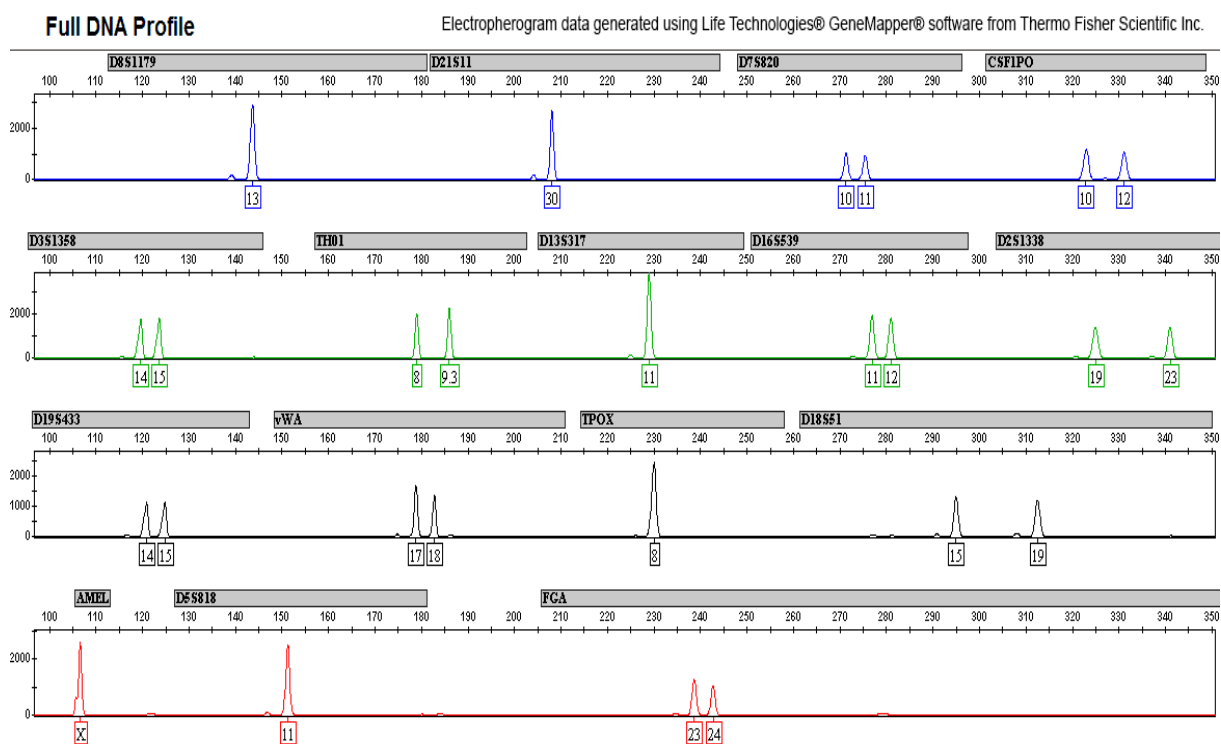 Full DNA Profile Electropherogram data generated using Life Technologies® GeneMapper® software from Thermo Fisher Scientific Inc.
D8S1179 D21S11 D7S820 CSF1PO
100 110 120 130 140 150 160 170 180 190 200 210 220 230 240 250 260 270 280 290 300 310 320 330 340 350
2000
0
13 30 10 11 10 12
D3S1358 TH01 D13S317 D16S539 D2S1338
100 110 120 130 140 150 160 170 180 190 200 210 220 230 240 250 260 270 280 290 300 310 320 330 340 350
2000
0
14 15 8 9.3 11 11 12 19 23
D19S433 vWA TPOX D18S51
100 110 120 130 140 150 160 170 180 190 200 210 220 230 240 250 260 270 280 290 300 310 320 330 340 350
2000
1000
0
14 15 17 18 8 15 19
AMEL D5S818 FGA
100 110 120 130 140 150 160 170 180 190 200 210 220 230 240 250 260 270 280 290 300 310 320 330 340 350
2000
0
X 11 23 24